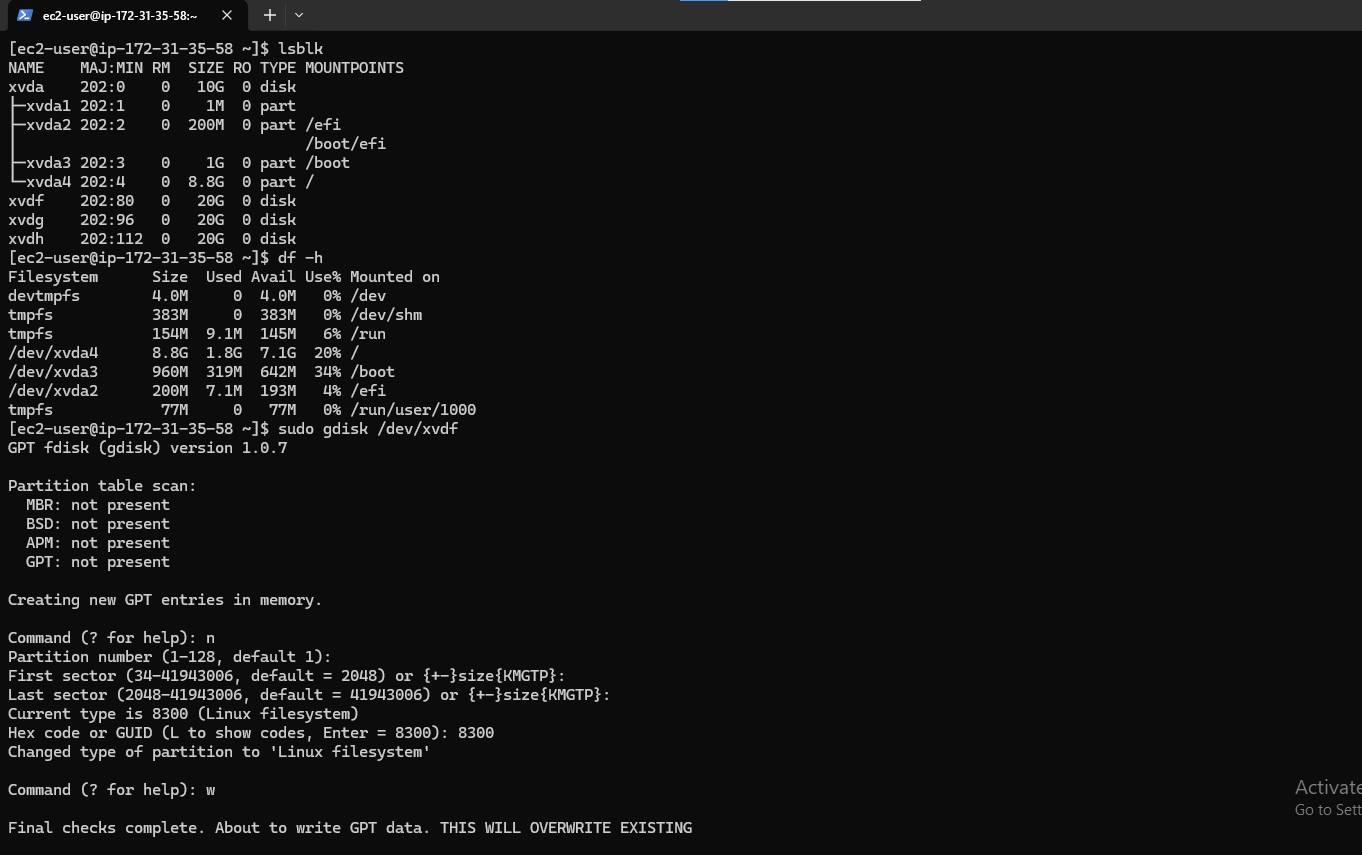 ec2-user@ip-172-31-35-58:~
[ec2-user@ip-172-31-35-58 ~]$ lsblk
NAME    MAJ:MIN RM  SIZE RO TYPE MOUNTPOINTS
xvda    202:0    0   10G  0 disk
├─xvda1 202:1    0    1M  0 part
├─xvda2 202:2    0  200M  0 part /efi
│                                /boot/efi
├─xvda3 202:3    0    1G  0 part /boot
└─xvda4 202:4    0  8.8G  0 part /
xvdf    202:80   0   20G  0 disk
xvdg    202:96   0   20G  0 disk
xvdh    202:112  0   20G  0 disk
[ec2-user@ip-172-31-35-58 ~]$ df -h
Filesystem      Size  Used Avail Use% Mounted on
devtmpfs        4.0M     0  4.0M   0% /dev
tmpfs           383M     0  383M   0% /dev/shm
tmpfs           154M  9.1M  145M   6% /run
/dev/xvda4      8.8G  1.8G  7.1G  20% /
/dev/xvda3      960M  319M  642M  34% /boot
/dev/xvda2      200M  7.1M  193M   4% /efi
tmpfs            77M     0   77M   0% /run/user/1000
[ec2-user@ip-172-31-35-58 ~]$ sudo gdisk /dev/xvdf
GPT fdisk (gdisk) version 1.0.7
Partition table scan:
  MBR: not present
  BSD: not present
  APM: not present
  GPT: not present
Creating new GPT entries in memory.
Command (? for help): n
Partition number (1-128, default 1):
First sector (34-41943006, default = 2048) or {+-}size{KMGTP}:
Last sector (2048-41943006, default = 41943006) or {+-}size{KMGTP}:
Current type is 8300 (Linux filesystem)
Hex code or GUID (L to show codes, Enter = 8300): 8300
Changed type of partition to 'Linux filesystem'
Command (? for help): w
Activate
Go to Sett
Final checks complete. About to write GPT data. THIS WILL OVERWRITE EXISTING